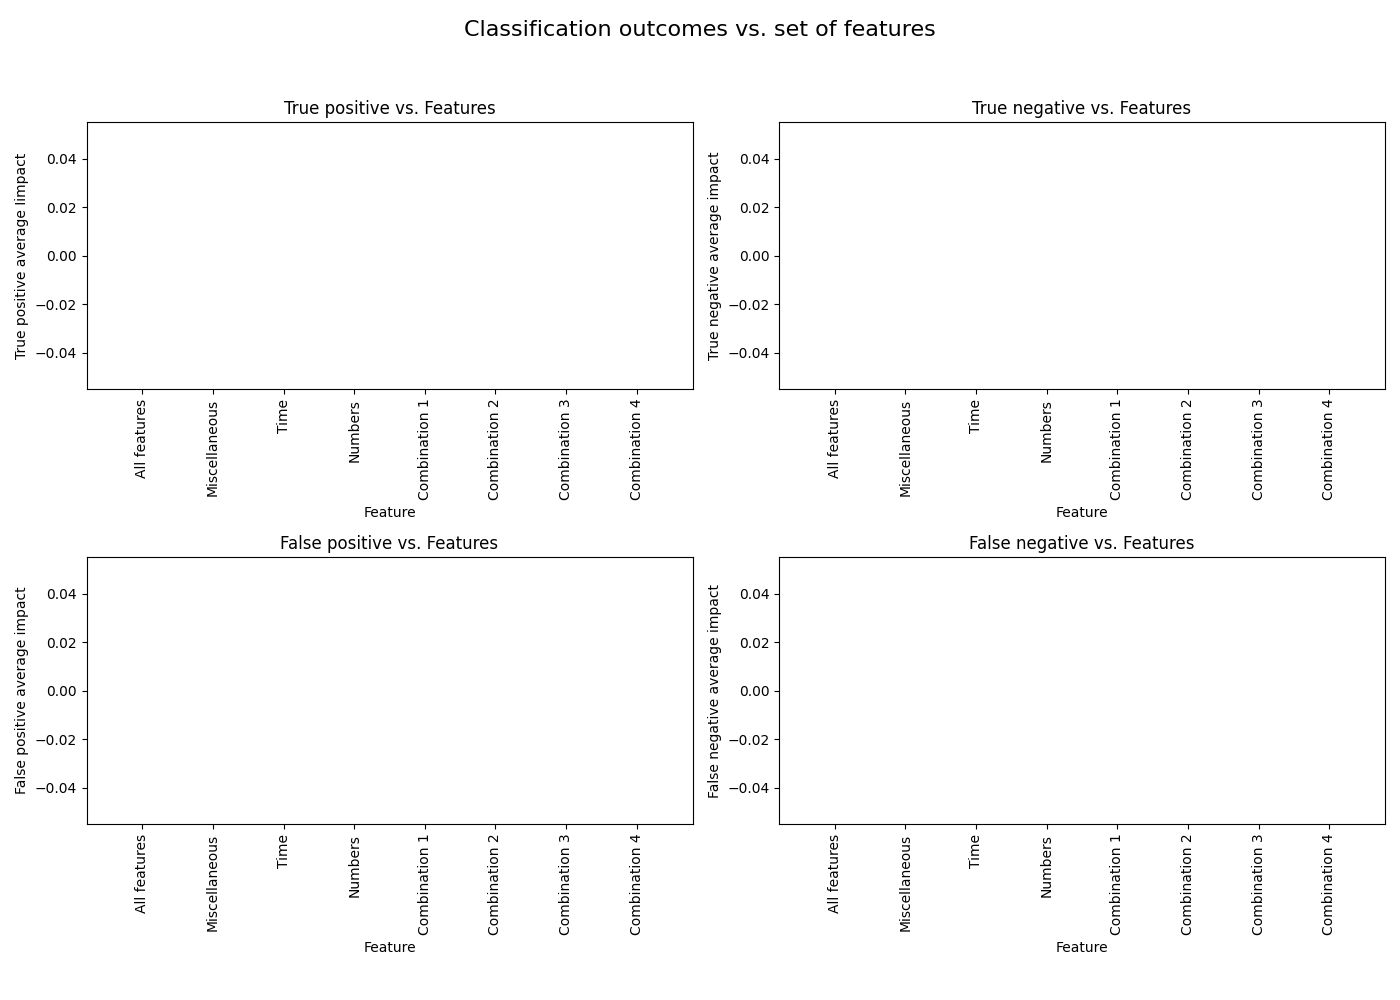 Classification outcomes vs. set of features
True positive vs. Features
True positive average limpact
0.04
0.02
0.00
−0.02
−0.04
All features
Miscellaneous
Time
Numbers
Combination 1
Combination 2
Combination 3
Combination 4
Feature
True negative vs. Features
True negative average impact
0.04
0.02
0.00
−0.02
−0.04
All features
Miscellaneous
Time
Numbers
Combination 1
Combination 2
Combination 3
Combination 4
Feature
False positive vs. Features
False positive average impact
0.04
0.02
0.00
−0.02
−0.04
All features
Miscellaneous
Time
Numbers
Combination 1
Combination 2
Combination 3
Combination 4
Feature
False negative vs. Features
False negative average impact
0.04
0.02
0.00
−0.02
−0.04
All features
Miscellaneous
Time
Numbers
Combination 1
Combination 2
Combination 3
Combination 4
Feature